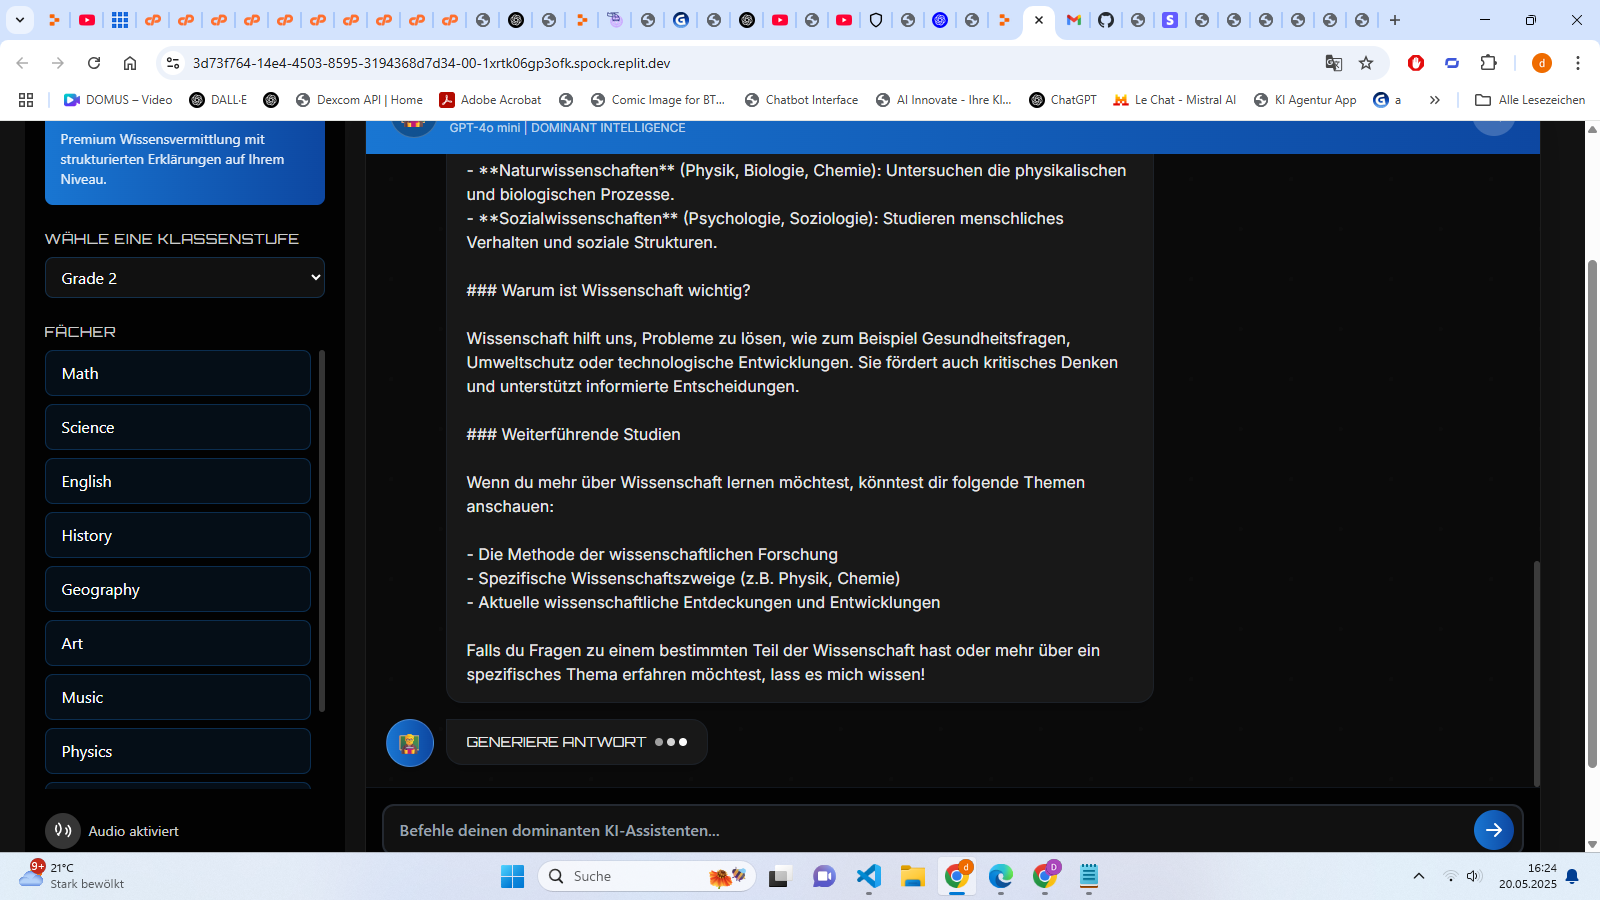 3d73f764-14e4-4503-8595-3194368d7d34-00-1xrtk06gp3ofk.spock.replit.dev
d
DOMUS – Video
DALL·E
Dexcom API | Home
Adobe Acrobat
Comic Image for BT...
Chatbot Interface
AI Innovate - Ihre KI...
ChatGPT
Le Chat - Mistral AI
KI Agentur App
a
Alle Lesezeichen
Premium Wissensvermittlung mit
strukturierten Erklärungen auf Ihrem
Niveau.
WÄHLE EINE KLASSENSTUFE
Grade 2
FÄCHER
Math
Science
English
History
Geography
Art
Music
Physics
Audio aktiviert
GPT-4o mini | DOMINANT INTELLIGENCE
- **Naturwissenschaften** (Physik, Biologie, Chemie): Untersuchen die physikalischen
und biologischen Prozesse.
- **Sozialwissenschaften** (Psychologie, Soziologie): Studieren menschliches
Verhalten und soziale Strukturen.
### Warum ist Wissenschaft wichtig?
Wissenschaft hilft uns, Probleme zu lösen, wie zum Beispiel Gesundheitsfragen,
Umweltschutz oder technologische Entwicklungen. Sie fördert auch kritisches Denken
und unterstützt informierte Entscheidungen.
### Weiterführende Studien
Wenn du mehr über Wissenschaft lernen möchtest, könntest dir folgende Themen
anschauen:
- Die Methode der wissenschaftlichen Forschung
- Spezifische Wissenschaftszweige (z.B. Physik, Chemie)
- Aktuelle wissenschaftliche Entdeckungen und Entwicklungen
Falls du Fragen zu einem bestimmten Teil der Wissenschaft hast oder mehr über ein
spezifisches Thema erfahren möchtest, lass es mich wissen!
GENERIERE ANTWORT
Befehle deinen dominanten KI-Assistenten...
9+
21°C
Stark bewölkt
Suche
d
D
16:24
20.05.2025